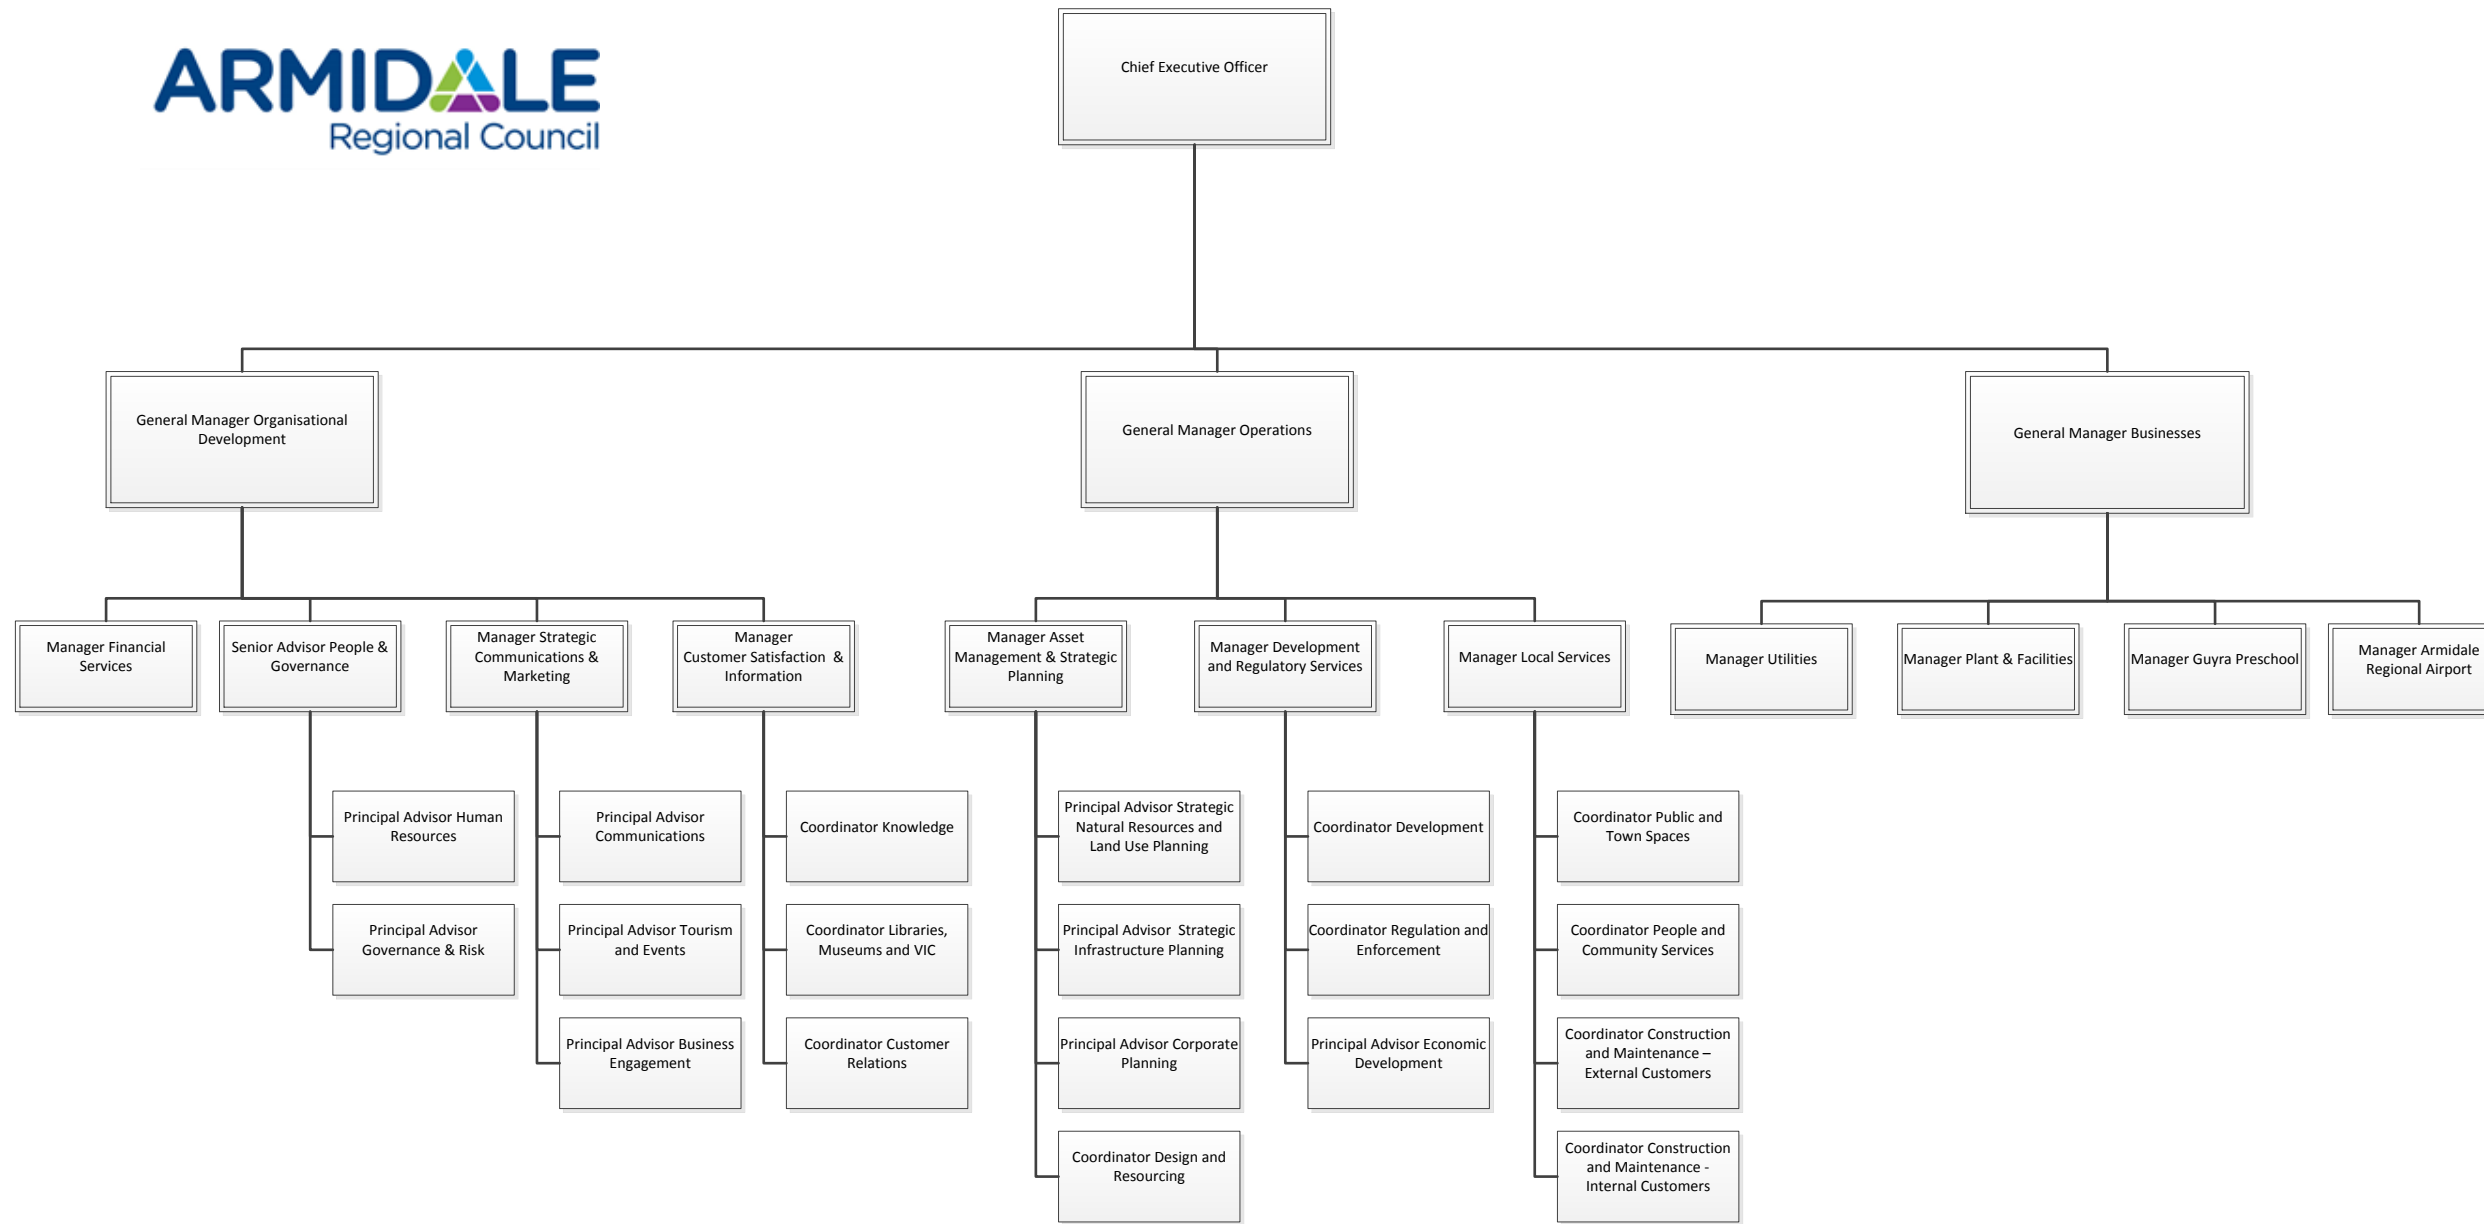 ARMIDALE
Regional Council
Chief Executive Officer
General Manager Organisational
Development
General Manager Operations
General Manager Businesses
Manager Financial
Services
Senior Advisor People &
Governance
Manager Strategic
Communications &
Marketing
Manager
Customer Satisfaction &
Information
Manager Asset
Management & Strategic
Planning
Manager Development
and Regulatory Services
Manager Local Services
Manager Utilities
Manager Plant & Facilities
Manager Guyra Preschool
Manager Armidale
Regional Airport
Principal Advisor Human
Resources
Principal Advisor
Governance & Risk
Principal Advisor
Communications
Principal Advisor Tourism
and Events
Principal Advisor Business
Engagement
Coordinator Knowledge
Coordinator Libraries,
Museums and VIC
Coordinator Customer
Relations
Principal Advisor Strategic
Natural Resources and
Land Use Planning
Principal Advisor Strategic
Infrastructure Planning
Principal Advisor Corporate
Planning
Coordinator Design and
Resourcing
Coordinator Development
Coordinator Regulation and
Enforcement
Principal Advisor Economic
Development
Coordinator Public and
Town Spaces
Coordinator People and
Community Services
Coordinator Construction
and Maintenance –
External Customers
Coordinator Construction
and Maintenance -
Internal Customers